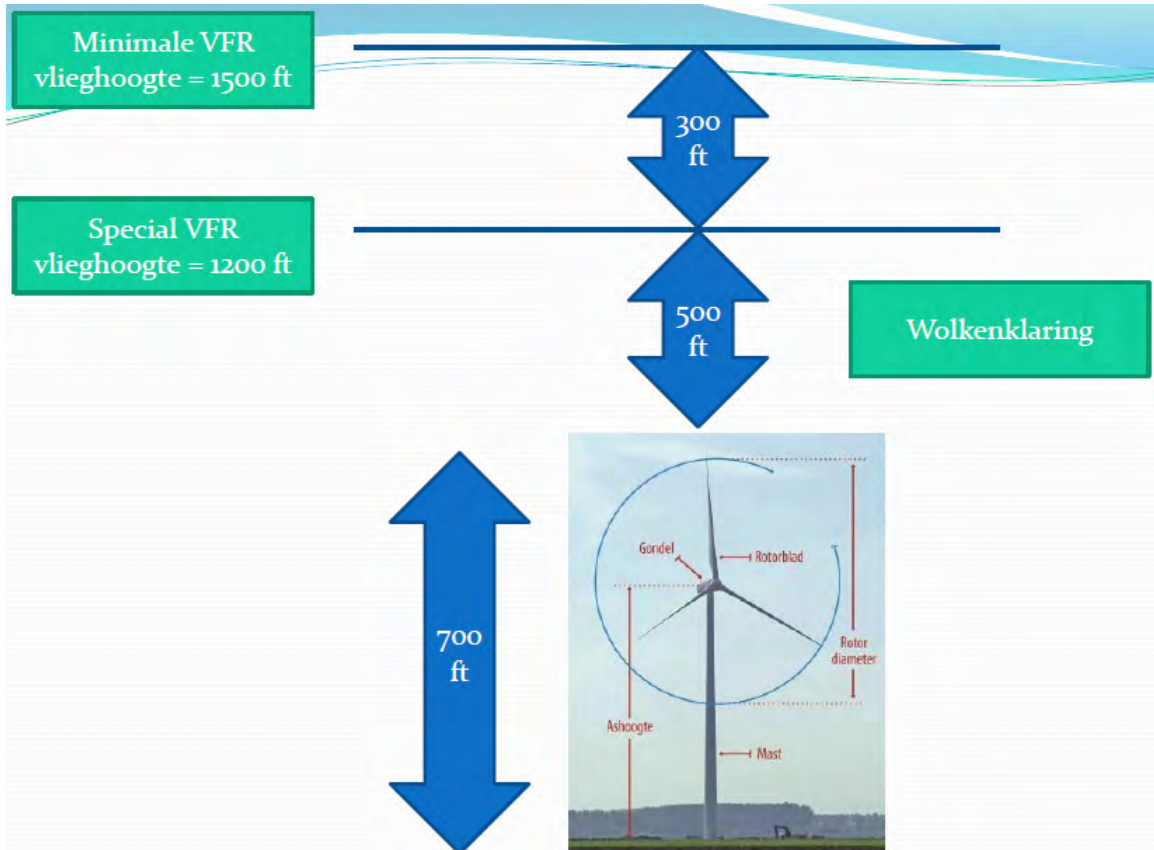 Minimale VFR
vlieghoogte = 1500 ft
300
ft
Special VFR
vlieghoogte = 1200 ft
500
ft
Wolkenklaring
700
ft
Gondel
Rotorblad
Rotor
diameter
Ashoogte
Mast